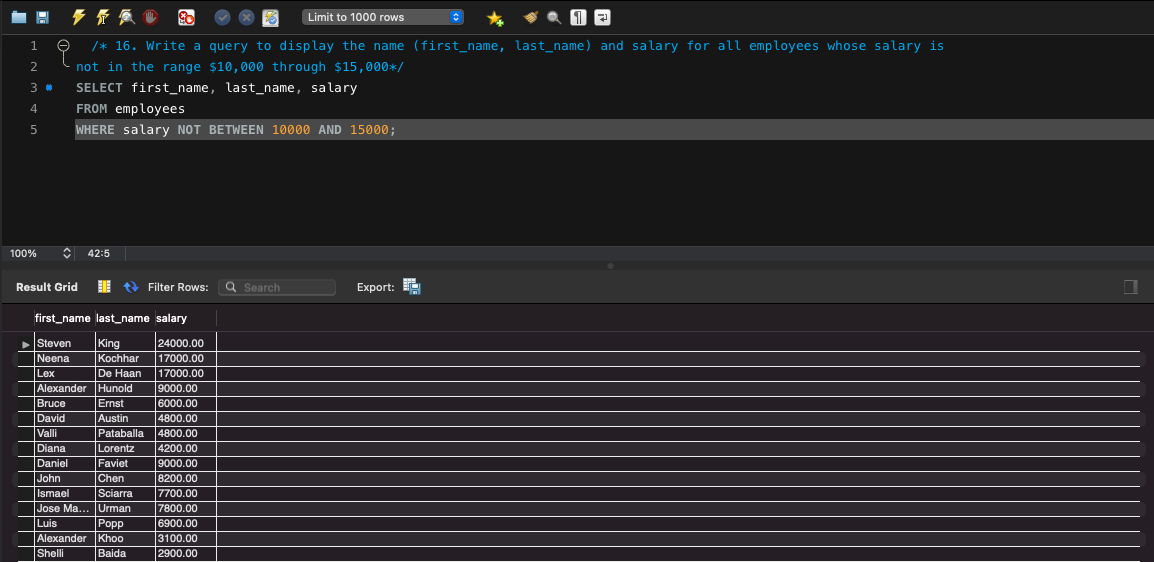 Limit to 1000 rows
1 /* 16. Write a query to display the name (first_name, last_name) and salary for all employees whose salary is
2 not in the range $10,000 through $15,000*/
3 SELECT first_name, last_name, salary
4 FROM employees
5 WHERE salary NOT BETWEEN 10000 AND 15000;
100% 42:5
Result Grid Filter Rows: Search Export:
first_name last_name salary
Steven King 24000.00
Neena Kochhar 17000.00
Lex De Haan 17000.00
Alexander Hunold 9000.00
Bruce Ernst 6000.00
David Austin 4800.00
Valli Pataballa 4800.00
Diana Lorentz 4200.00
Daniel Faviet 9000.00
John Chen 8200.00
Ismael Sciarra 7700.00
Jose Ma... Urman 7800.00
Luis Popp 6900.00
Alexander Khoo 3100.00
Shelli Baida 2900.00